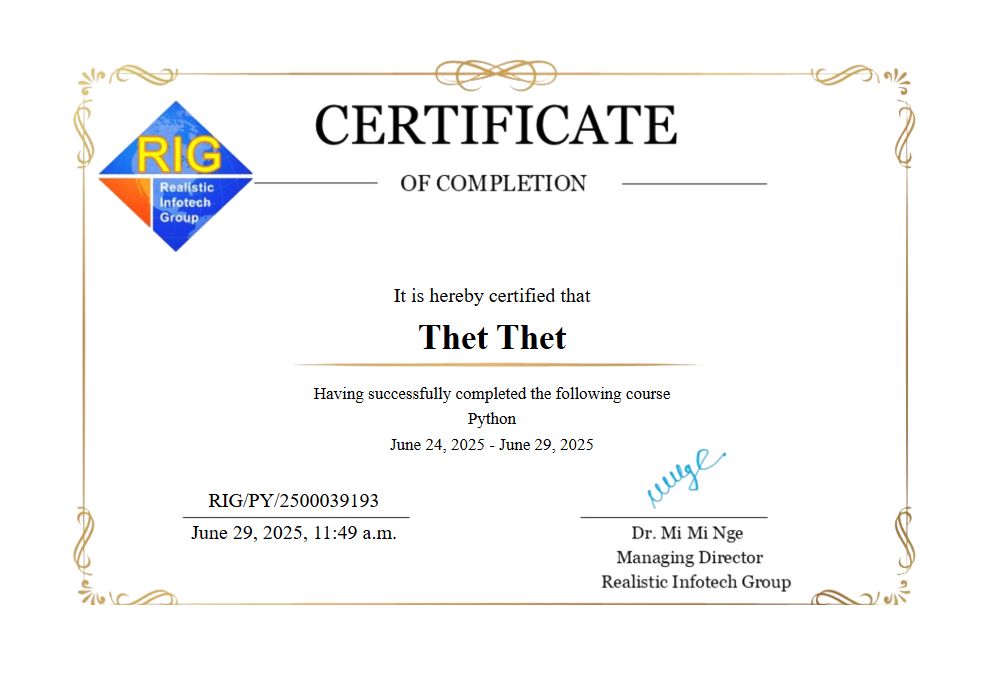 CERTIFICATE
RIG
Realistic
Infotech
Group
OF COMPLETION
It is hereby certified that
Thet Thet
Having successfully completed the following course
Python
June 24, 2025 - June 29, 2025
RIG/PY/2500039193
June 29, 2025, 11:49 a.m.
Dr. Mi Mi Nge
Managing Director
Realistic Infotech Group